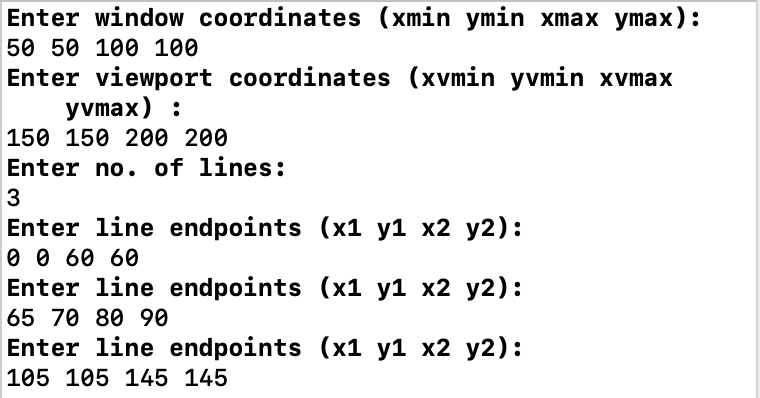 Enter window coordinates (xmin ymin xmax ymax):
50 50 100 100
Enter viewport coordinates (xvmin yvmin xvmax
yvmax) :
150 150 200 200
Enter no. of lines:
3
Enter line endpoints (x1 y1 x2 y2):
0 0 60 60
Enter line endpoints (x1 y1 x2 y2):
65 70 80 90
Enter line endpoints (x1 y1 x2 y2):
105 105 145 145